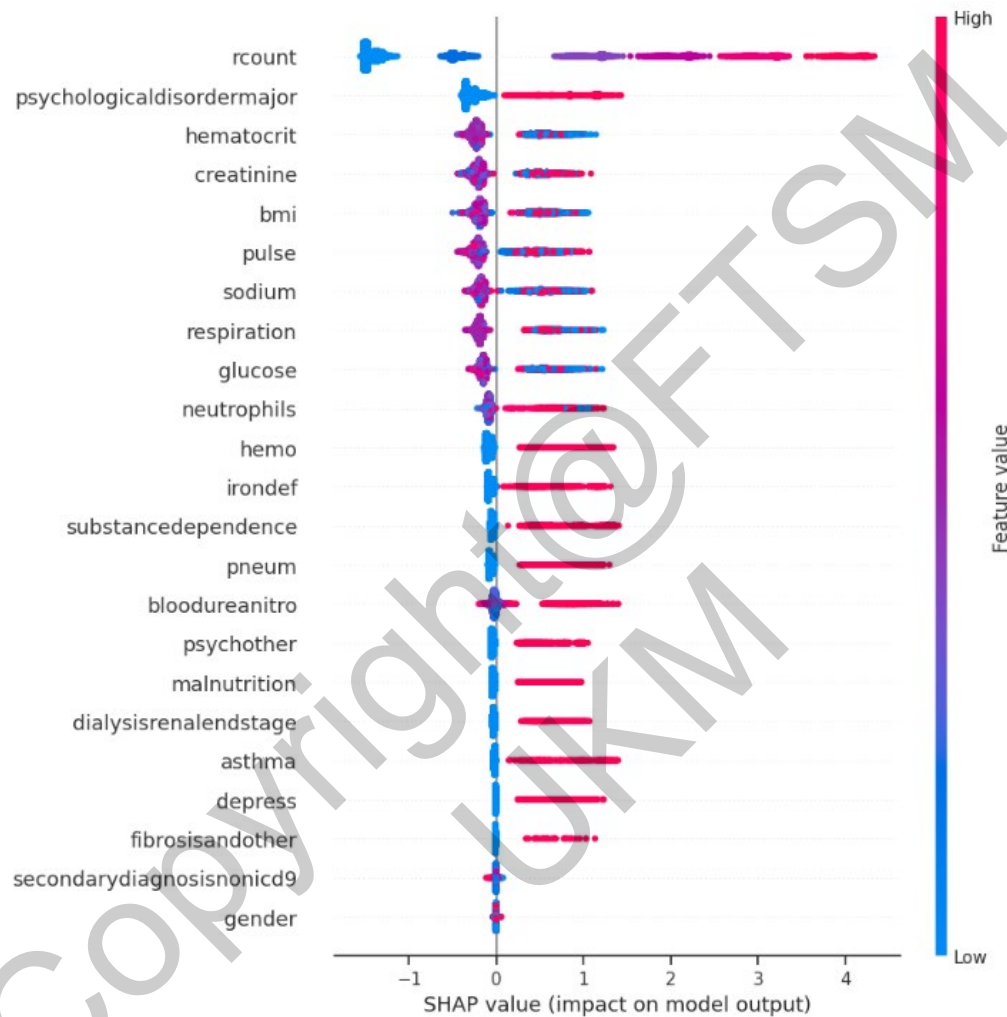 High
rcount
psychologicaldisordermajor
hematocrit
creatinine
bmi
pulse
sodium
respiration
glucose
neutrophils
hemo
irondef
substancedependence
pneum
bloodureanitro
psychother
malnutrition
dialysisrenalendstage
asthma
depress
fibrosisandother
secondarydiagnosisnonicd9
gender
Feature value
Low
−1 0 1 2 3 4
SHAP value (impact on model output)
Copyright@FTSM
UKM